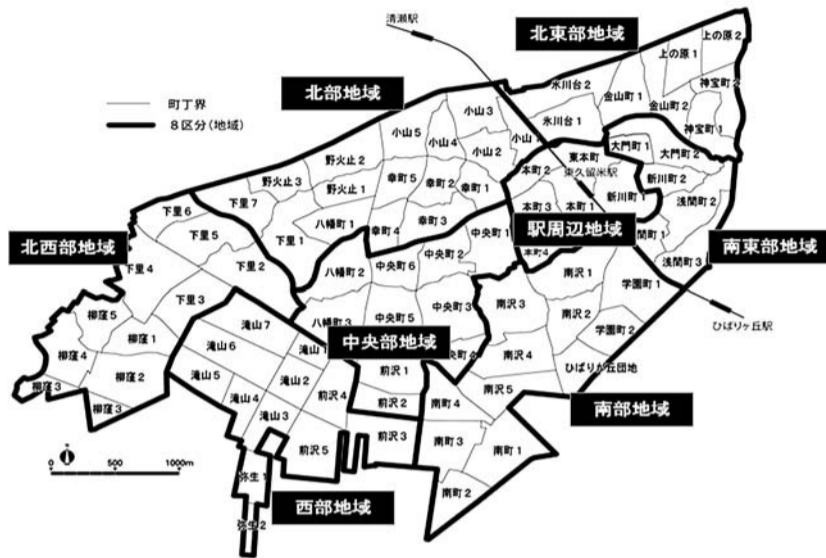 清瀬駅
北東部地域
上の原 2
上の原 1
北部地域
氷川台 2
神宝町 2
金山町 1
金山町 2
町丁界
8区分(地域)
小山 3
氷川台 1
神宝町 1
小山 5
小山 4
小山 2
小山 1
大門町 1
大門町 2
野火止 2
本町 2
東本町
東久留米駅
新川町 2
野火止 3
野火止 1
幸町 5
幸町 2
幸町 1
新川町 1
浅間町 2
下里 7
下里 6
本町 3
本町 1
八幡町 1
幸町 4
幸町 3
駅周辺地域
下里 5
下里 1
中央町 1
本町4
間町 1
北西部地域
南東部地域
下里 4
下里 2
八幡町 2
中央町 6
中央町 2
浅間町 3
南沢 1
学園町 1
下里 3
柳窪 5
滝山 7
八幡町 3
中央町 5
中央町 3
南沢 3
南沢 2
ひばりヶ丘駅
柳窪 1
滝山 6
滝山 1
中央部地域
学園町 2
柳窪 4
柳窪 2
滝山 5
滝山 2
前沢 1
南沢 4
ひばりが丘団地
柳窪 3
柳窪 3
滝山 4
前沢 4
前沢 2
南沢 5
南部地域
滝山 3
南町 4
前沢 5
前沢 3
南町 3
南町 1
0 500 1000m
弥生 1
南町 2
西部地域
弥生 2